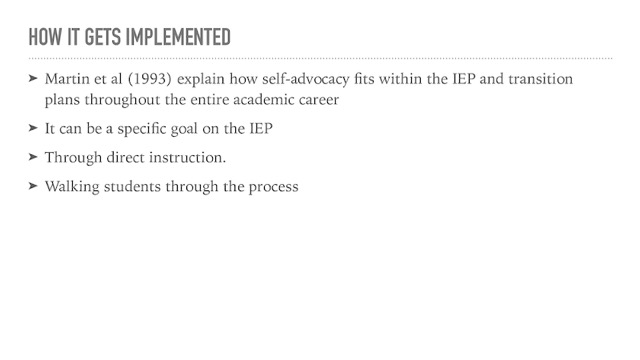 HOW IT GETS IMPLEMENTED
➤ Martin et al (1993) explain how self-advocacy fits within the IEP and transition
plans throughout the entire academic career
➤ It can be a specific goal on the IEP
➤ Through direct instruction.
➤ Walking students through the process